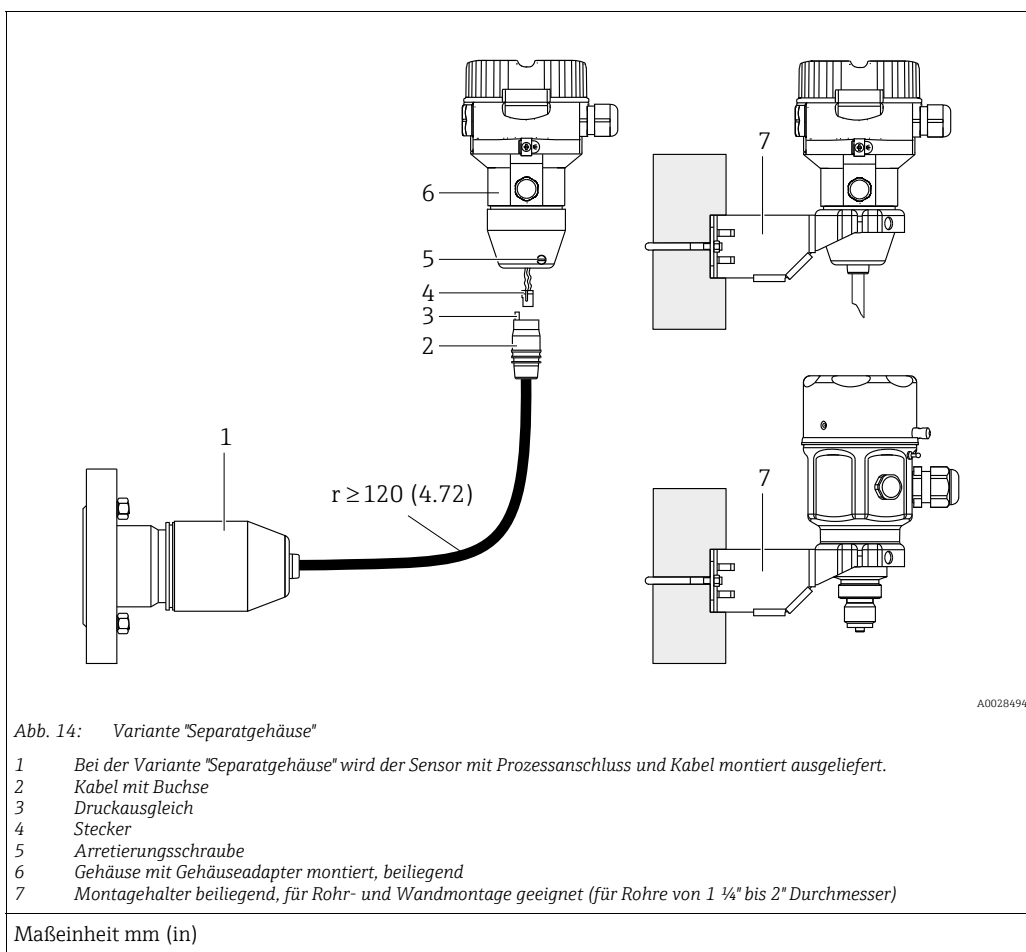 7
6
5
4
3
2
1
7
r ≥ 120 (4.72)
A0028494
Abb. 14: Variante "Separatgehäuse"
1 Bei der Variante "Separatgehäuse" wird der Sensor mit Prozessanschluss und Kabel montiert ausgeliefert.
2 Kabel mit Buchse
3 Druckausgleich
4 Stecker
5 Arretierungsschraube
6 Gehäuse mit Gehäuseadapter montiert, beiliegend
7 Montagehalter beiliegend, für Rohr- und Wandmontage geeignet (für Rohre von 1 ¼" bis 2" Durchmesser)
Maßeinheit mm (in)